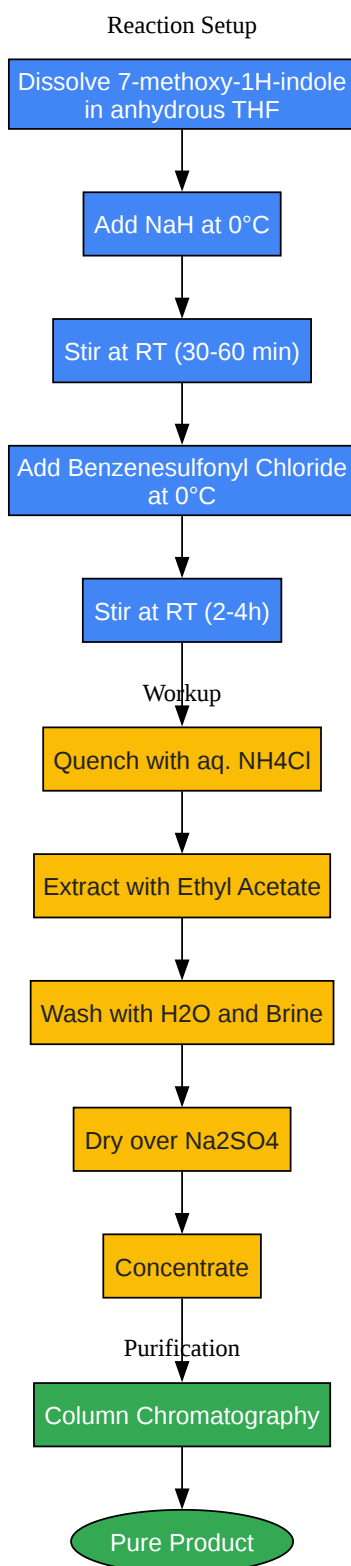 Reaction Setup
Dissolve 7-methoxy-1H-indole
in anhydrous THF
Add NaH at 0°C
Stir at RT (30-60 min)
Add Benzenesulfonyl Chloride
at 0°C
Stir at RT (2-4h)
Workup
Quench with aq. NH4Cl
Extract with Ethyl Acetate
Wash with H2O and Brine
Dry over Na2SO4
Concentrate
Purification
Column Chromatography
Pure Product